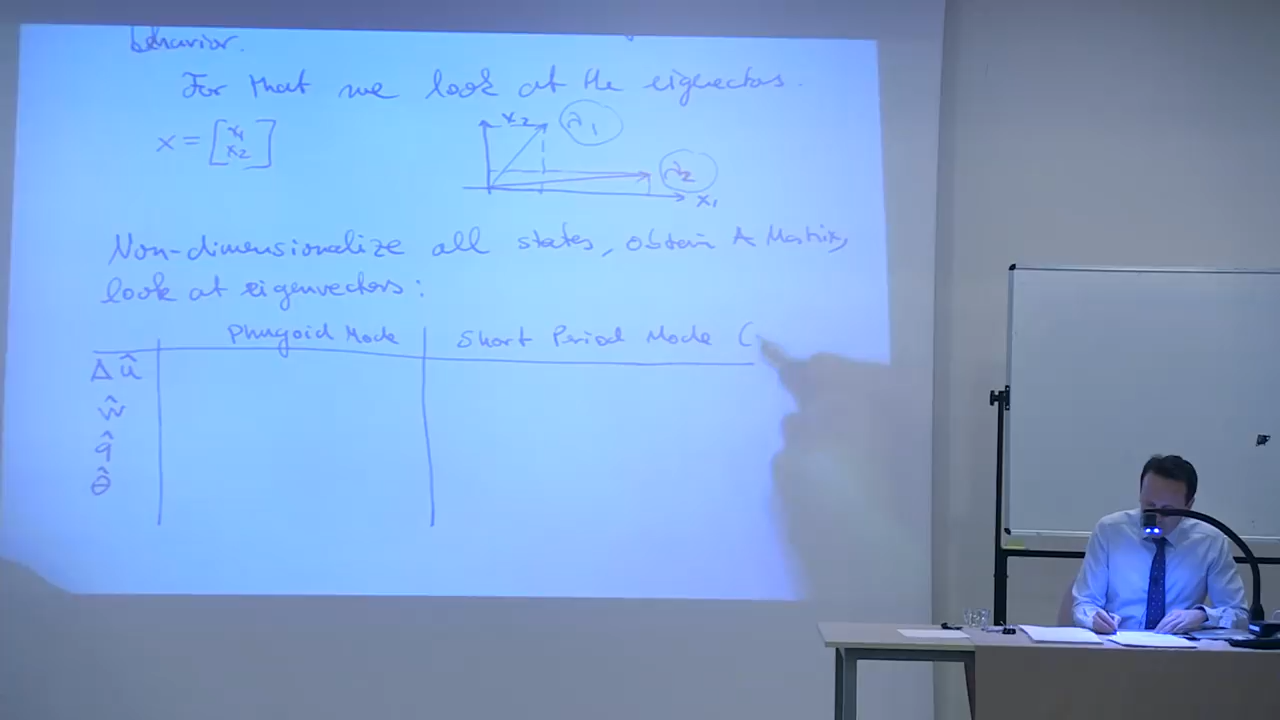 behavior.
For that we look at the eigenvectors.
x = [x1 x2]
x2 λ1
λ2
x1
Non-dimensionalize all states, obtain A Matrix,
look at eigenvectors:
Phugoid Mode Short Period Mode (
Δû
ŵ
q̂
θ̂